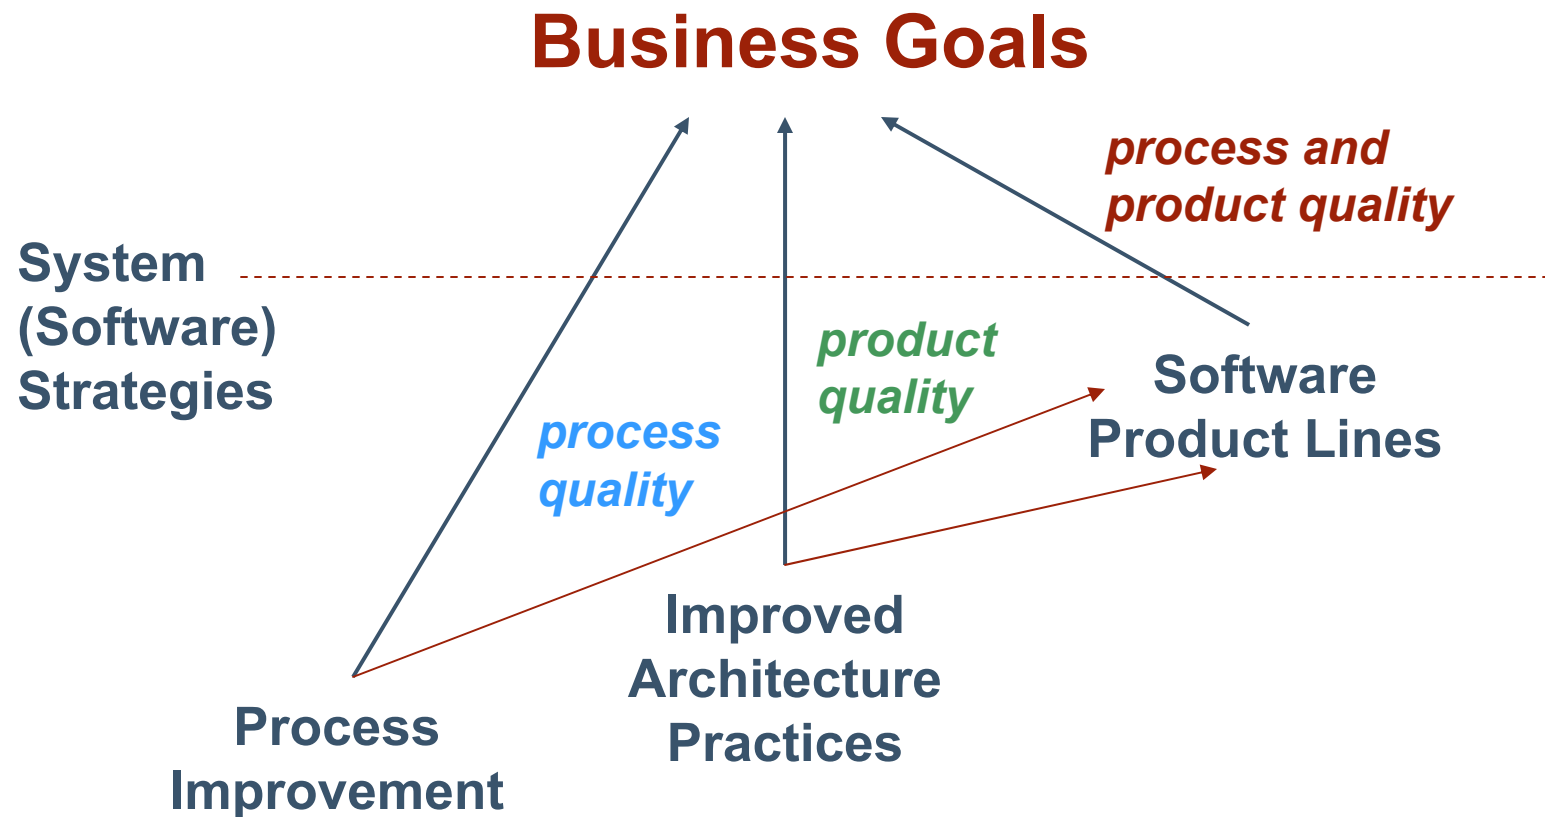 Business Goals
process and
product quality
System
(Software)
Strategies
product
quality
Software
Product Lines
process
quality
Improved
Architecture
Practices
Process
Improvement